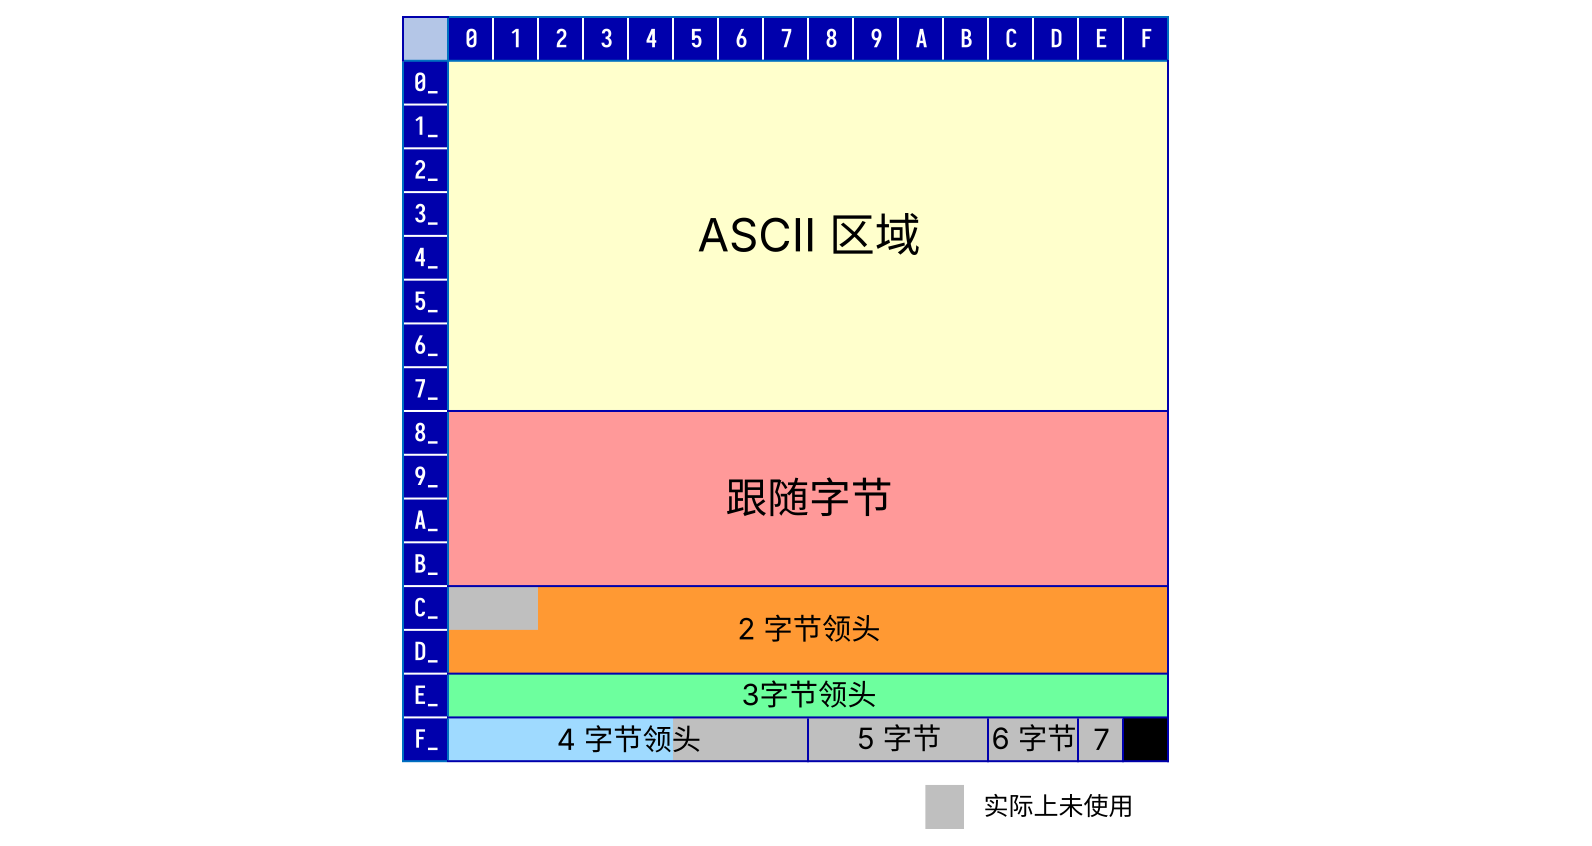 0 1 2 3 4 5 6 7 8 9 A B C D E F
0_
1_
2_
3_
ASCII 区域
4_
5_
6_
7_
8_
9_
跟随字节
A_
B_
C_
2 字节领头
D_
E_ 3字节领头
F_ 4 字节领头 5 字节 6 字节 7
实际上未使用